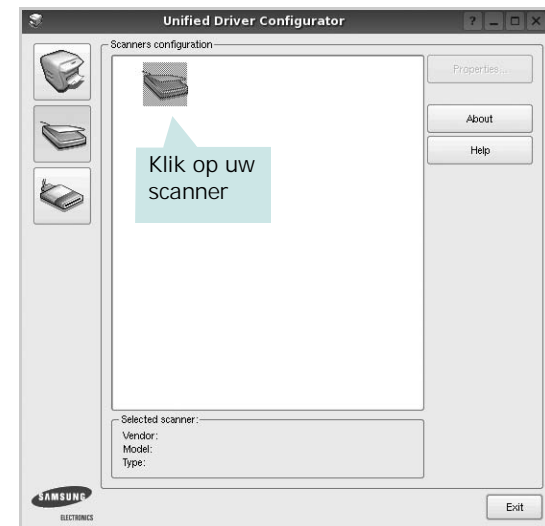 Unified Driver Configurator
Scanners configuration
Properties...
About
Help
Klik op uw
scanner
Selected scanner:
Vendor:
Model:
Type:
SAMSUNG
ELECTRONICS
Exit